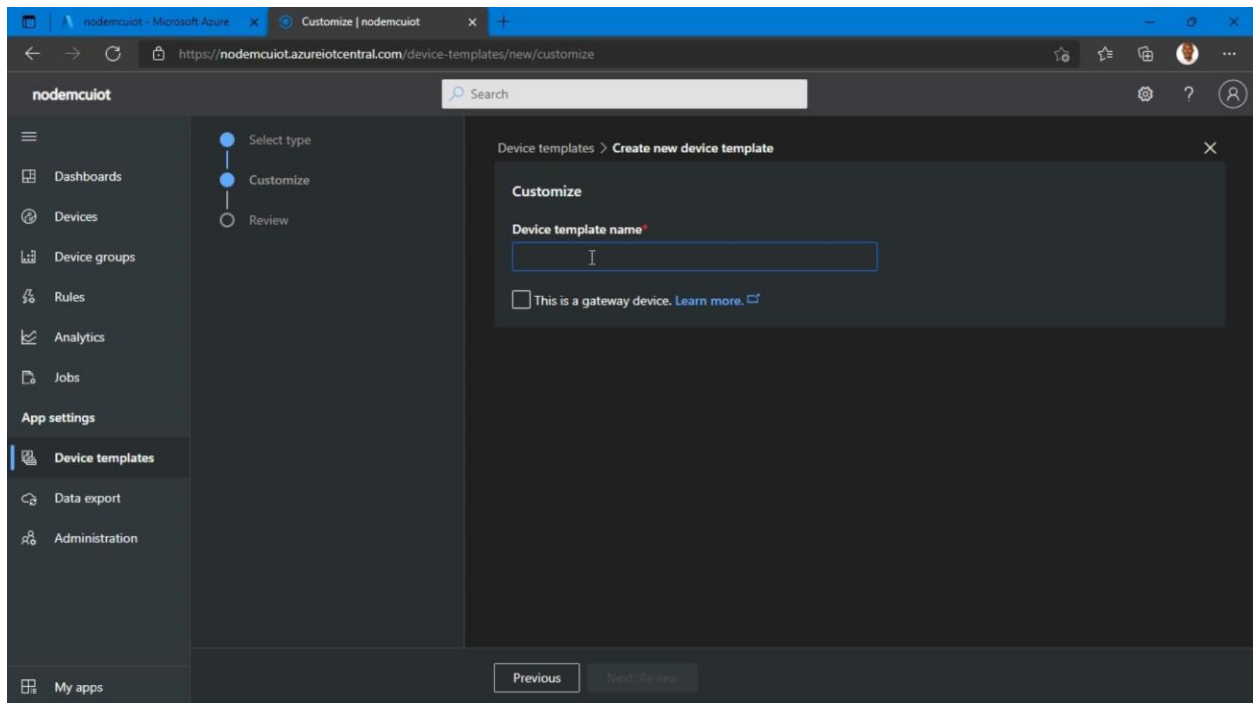 nodemcuiot - Microsoft Azure
Customize | nodemcuiot
https://nodemcuiot.azureiotcentral.com/device-templates/new/customize
nodemcuiot
Search
Dashboards
Devices
Device groups
Rules
Analytics
Jobs
App settings
Device templates
Data export
Administration
My apps
Select type
Customize
Review
Device templates > Create new device template
Customize
Device template name*
This is a gateway device. Learn more.
Previous
Next: Review